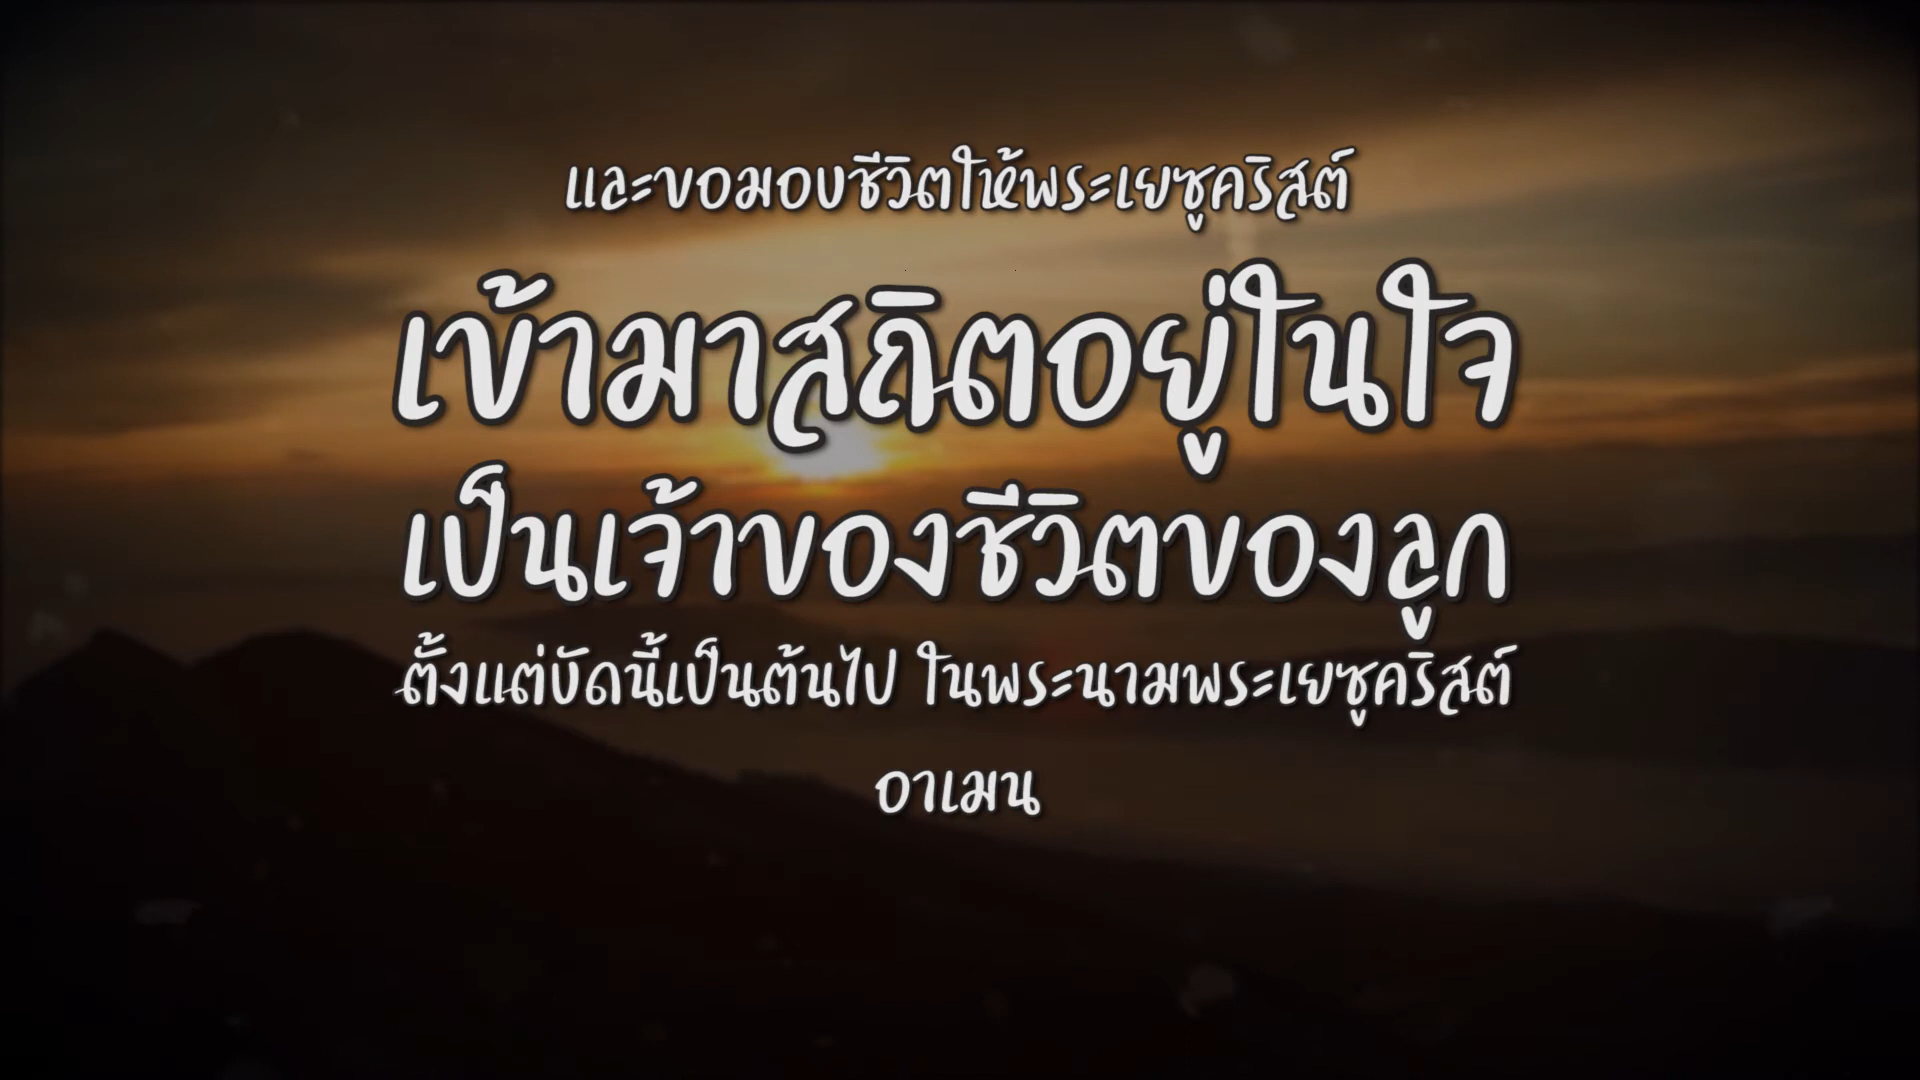 และขอมอบชีวิตให้พระเยซูคริสต์
เข้ามาสถิตอยู่ในใจ
เป็นเจ้าของชีวิตของลูก
ตั้งแต่บัดนี้เป็นต้นไป ในพระนามพระเยซูคริสต์
อาเมน